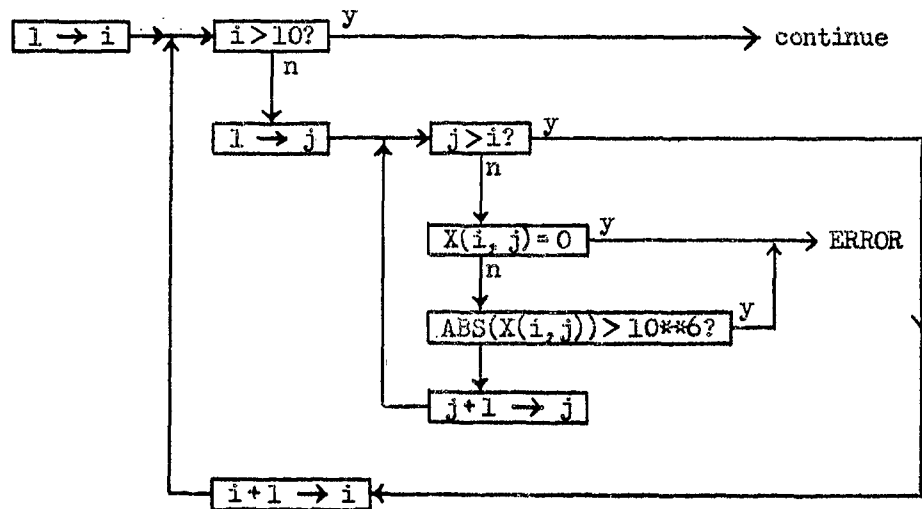 1 → i
i > 10?
y
continue
n
1 → j
j > i?
y
n
X(i, j) = 0
y
ERROR
n
ABS(X(i,j)) > 10**6?
y
j+1 → j
i+1 → i